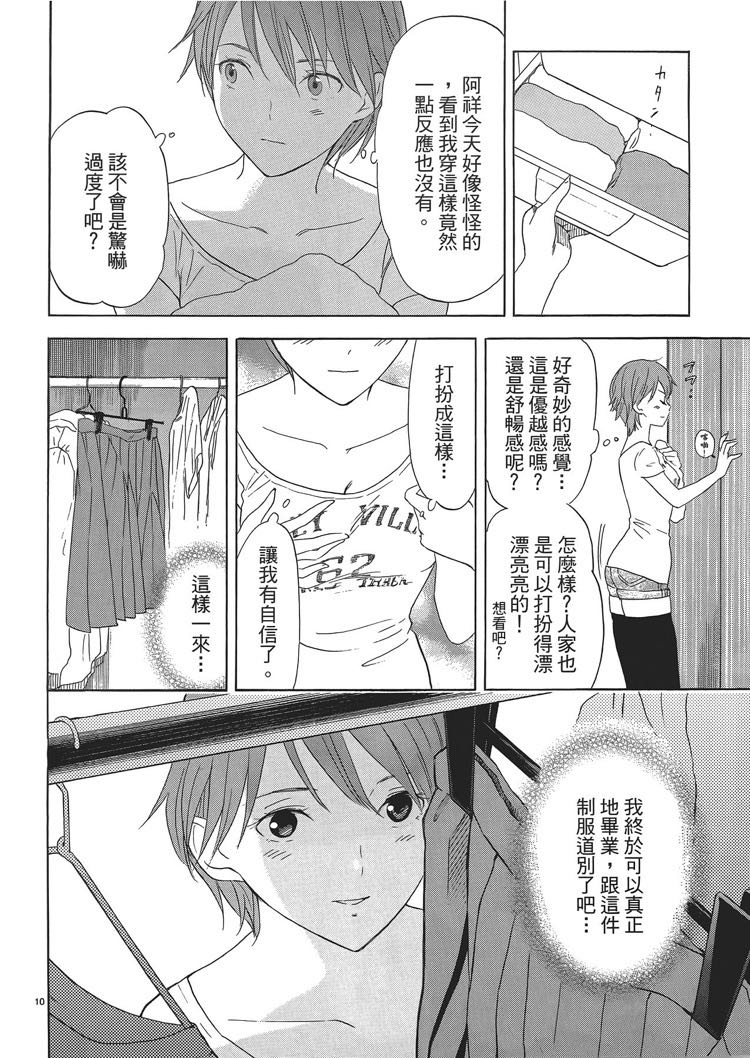 カタン
阿祥今天好像怪怪的
，看到我穿這樣竟然
一點反應也沒有。
該不會是驚嚇
過度了吧？
好奇妙的感覺…
這是優越感嗎？
還是舒暢感呢？
怎麼樣？人家也
是可以打扮得漂
漂亮亮的！
想看吧？
打扮成這樣…
EY VILL
62
讓我有自信了。
這樣一來…
我終於可以真正
地畢業，跟這件
制服道別了吧…
10